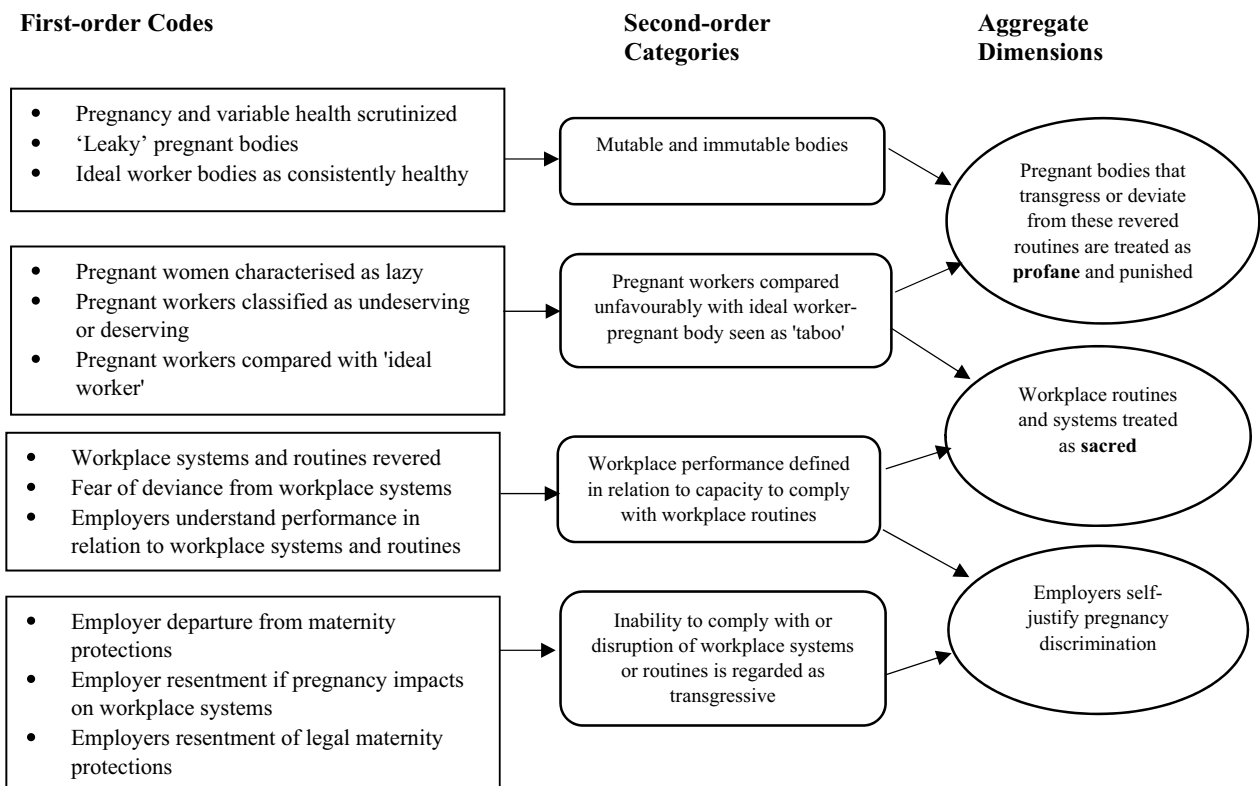 First-order Codes
Second-order
Categories
Aggregate
Dimensions
• Pregnancy and variable health scrutinized
• ‘Leaky’ pregnant bodies
• Ideal worker bodies as consistently healthy
Mutable and immutable bodies
Pregnant bodies that
transgress or deviate
from these revered
routines are treated as
profane and punished
• Pregnant women characterised as lazy
• Pregnant workers classified as undeserving
or deserving
• Pregnant workers compared with 'ideal
worker'
Pregnant workers compared
unfavourably with ideal worker-
pregnant body seen as 'taboo'
Workplace routines
and systems treated
as sacred
• Workplace systems and routines revered
• Fear of deviance from workplace systems
• Employers understand performance in
relation to workplace systems and routines
Workplace performance defined
in relation to capacity to comply
with workplace routines
Employers self-
justify pregnancy
discrimination
• Employer departure from maternity
protections
• Employer resentment if pregnancy impacts
on workplace systems
• Employers resentment of legal maternity
protections
Inability to comply with or
disruption of workplace systems
or routines is regarded as
transgressive